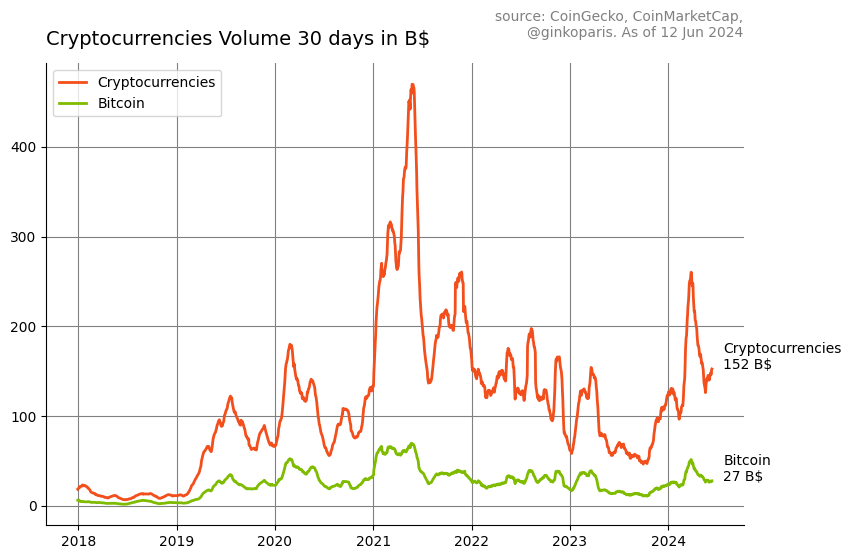 source: CoinGecko, CoinMarketCap,
@ginkoparis. As of 12 Jun 2024
Cryptocurrencies Volume 30 days in B$
Cryptocurrencies
Bitcoin
400
300
200
100
0
Cryptocurrencies
152 B$
Bitcoin
27 B$
2018
2019
2020
2021
2022
2023
2024